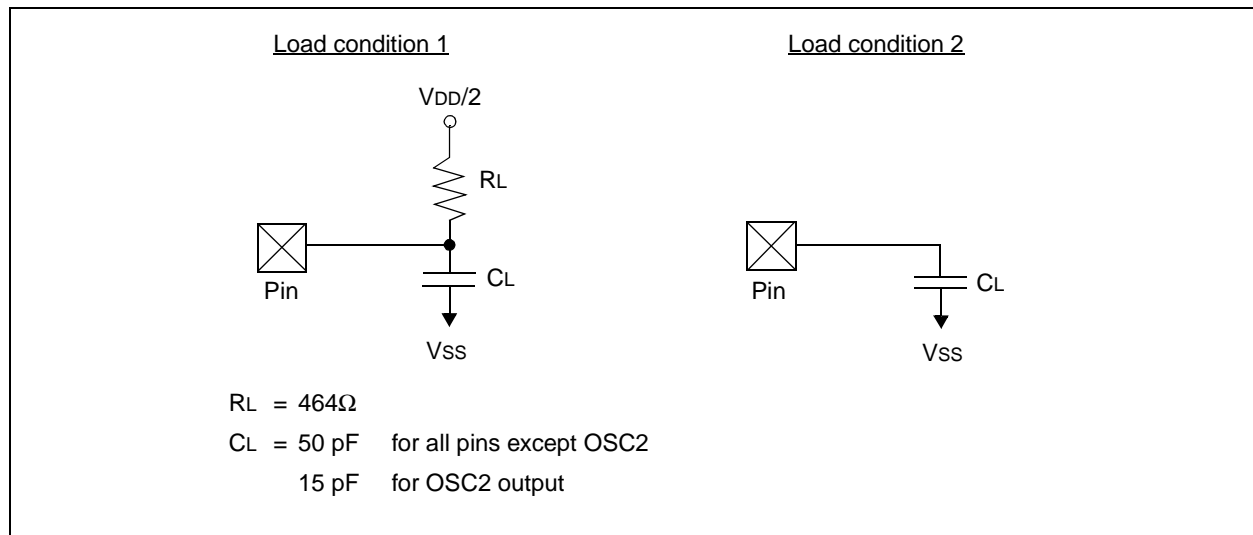 Load condition 1
VDD/2
RL
Pin
CL
VSS
Load condition 2
Pin
CL
VSS
RL = 464Ω
CL = 50 pF for all pins except OSC2
15 pF for OSC2 output